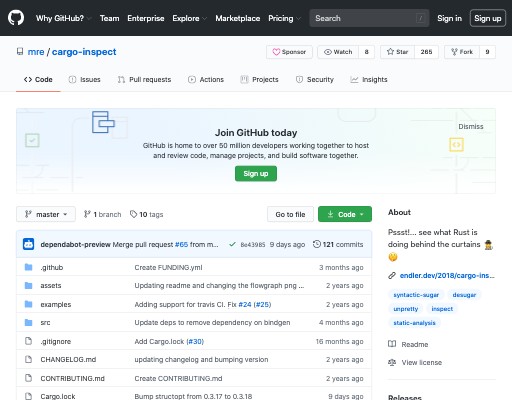 Why GitHub? Team Enterprise Explore Marketplace Pricing Search / Sign in Sign up
mre / cargo-inspect Sponsor Watch 8 Star 265 Fork 9
Code Issues Pull requests Actions Projects Security Insights
Join GitHub today
Dismiss
GitHub is home to over 50 million developers working together to host
and review code, manage projects, and build software together.
Sign up
master 1 branch 10 tags Go to file Code
dependabot-preview Merge pull request #65 from m... 8e43985 9 days ago 121 commits
.github Create FUNDING.yml 3 months ago
assets Updating readme and changing the flowgraph png ... 2 years ago
examples Adding support for travis CI. Fix #24 (#25) 2 years ago
src Update deps to remove dependency on bindgen 4 months ago
.gitignore Add Cargo.lock (#30) 16 months ago
CHANGELOG.md updating changelog and bumping version 2 years ago
CONTRIBUTING.md Create CONTRIBUTING.md 2 years ago
Cargo.lock Bump structopt from 0.3.17 to 0.3.18 9 days ago
About
Pssst!... see what Rust is
doing behind the curtains
endler.dev/2018/cargo-ins...
syntactic-sugar desugar
unpretty inspect
static-analysis
Readme
View license
Releases